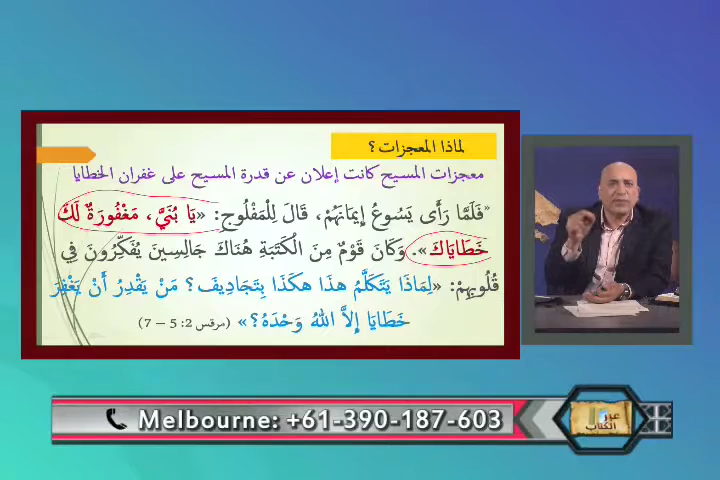 لماذا المعجزات ؟
معجزات المسيح كانت إعلان عن قدرة المسيح على غفران الخطايا
"فَلَمَّا رَأَى يَسُوعُ إِيمَانَهُمْ، قَالَ لِلْمَفْلُوجِ: «يَا بُنَيَّ، مَغْفُورَةٌ لَكَ
خَطَايَاكَ». وَكَانَ قَوْمٌ مِنَ الْكَتَبَةِ هُنَاكَ جَالِسِينَ يُفَكِّرُونَ فِي
قُلُوبِهِمْ: «لِمَاذَا يَتَكَلَّمُ هذَا هكَذَا بِتَجَادِيفَ؟ مَنْ يَقْدِرُ أَنْ يَغْفِرَ
خَطَايَا إِلاَّ اللهُ وَحْدَهُ؟» (مرقس 2: 5 – 7)
Melbourne: +61-390-187-603
الكتاب